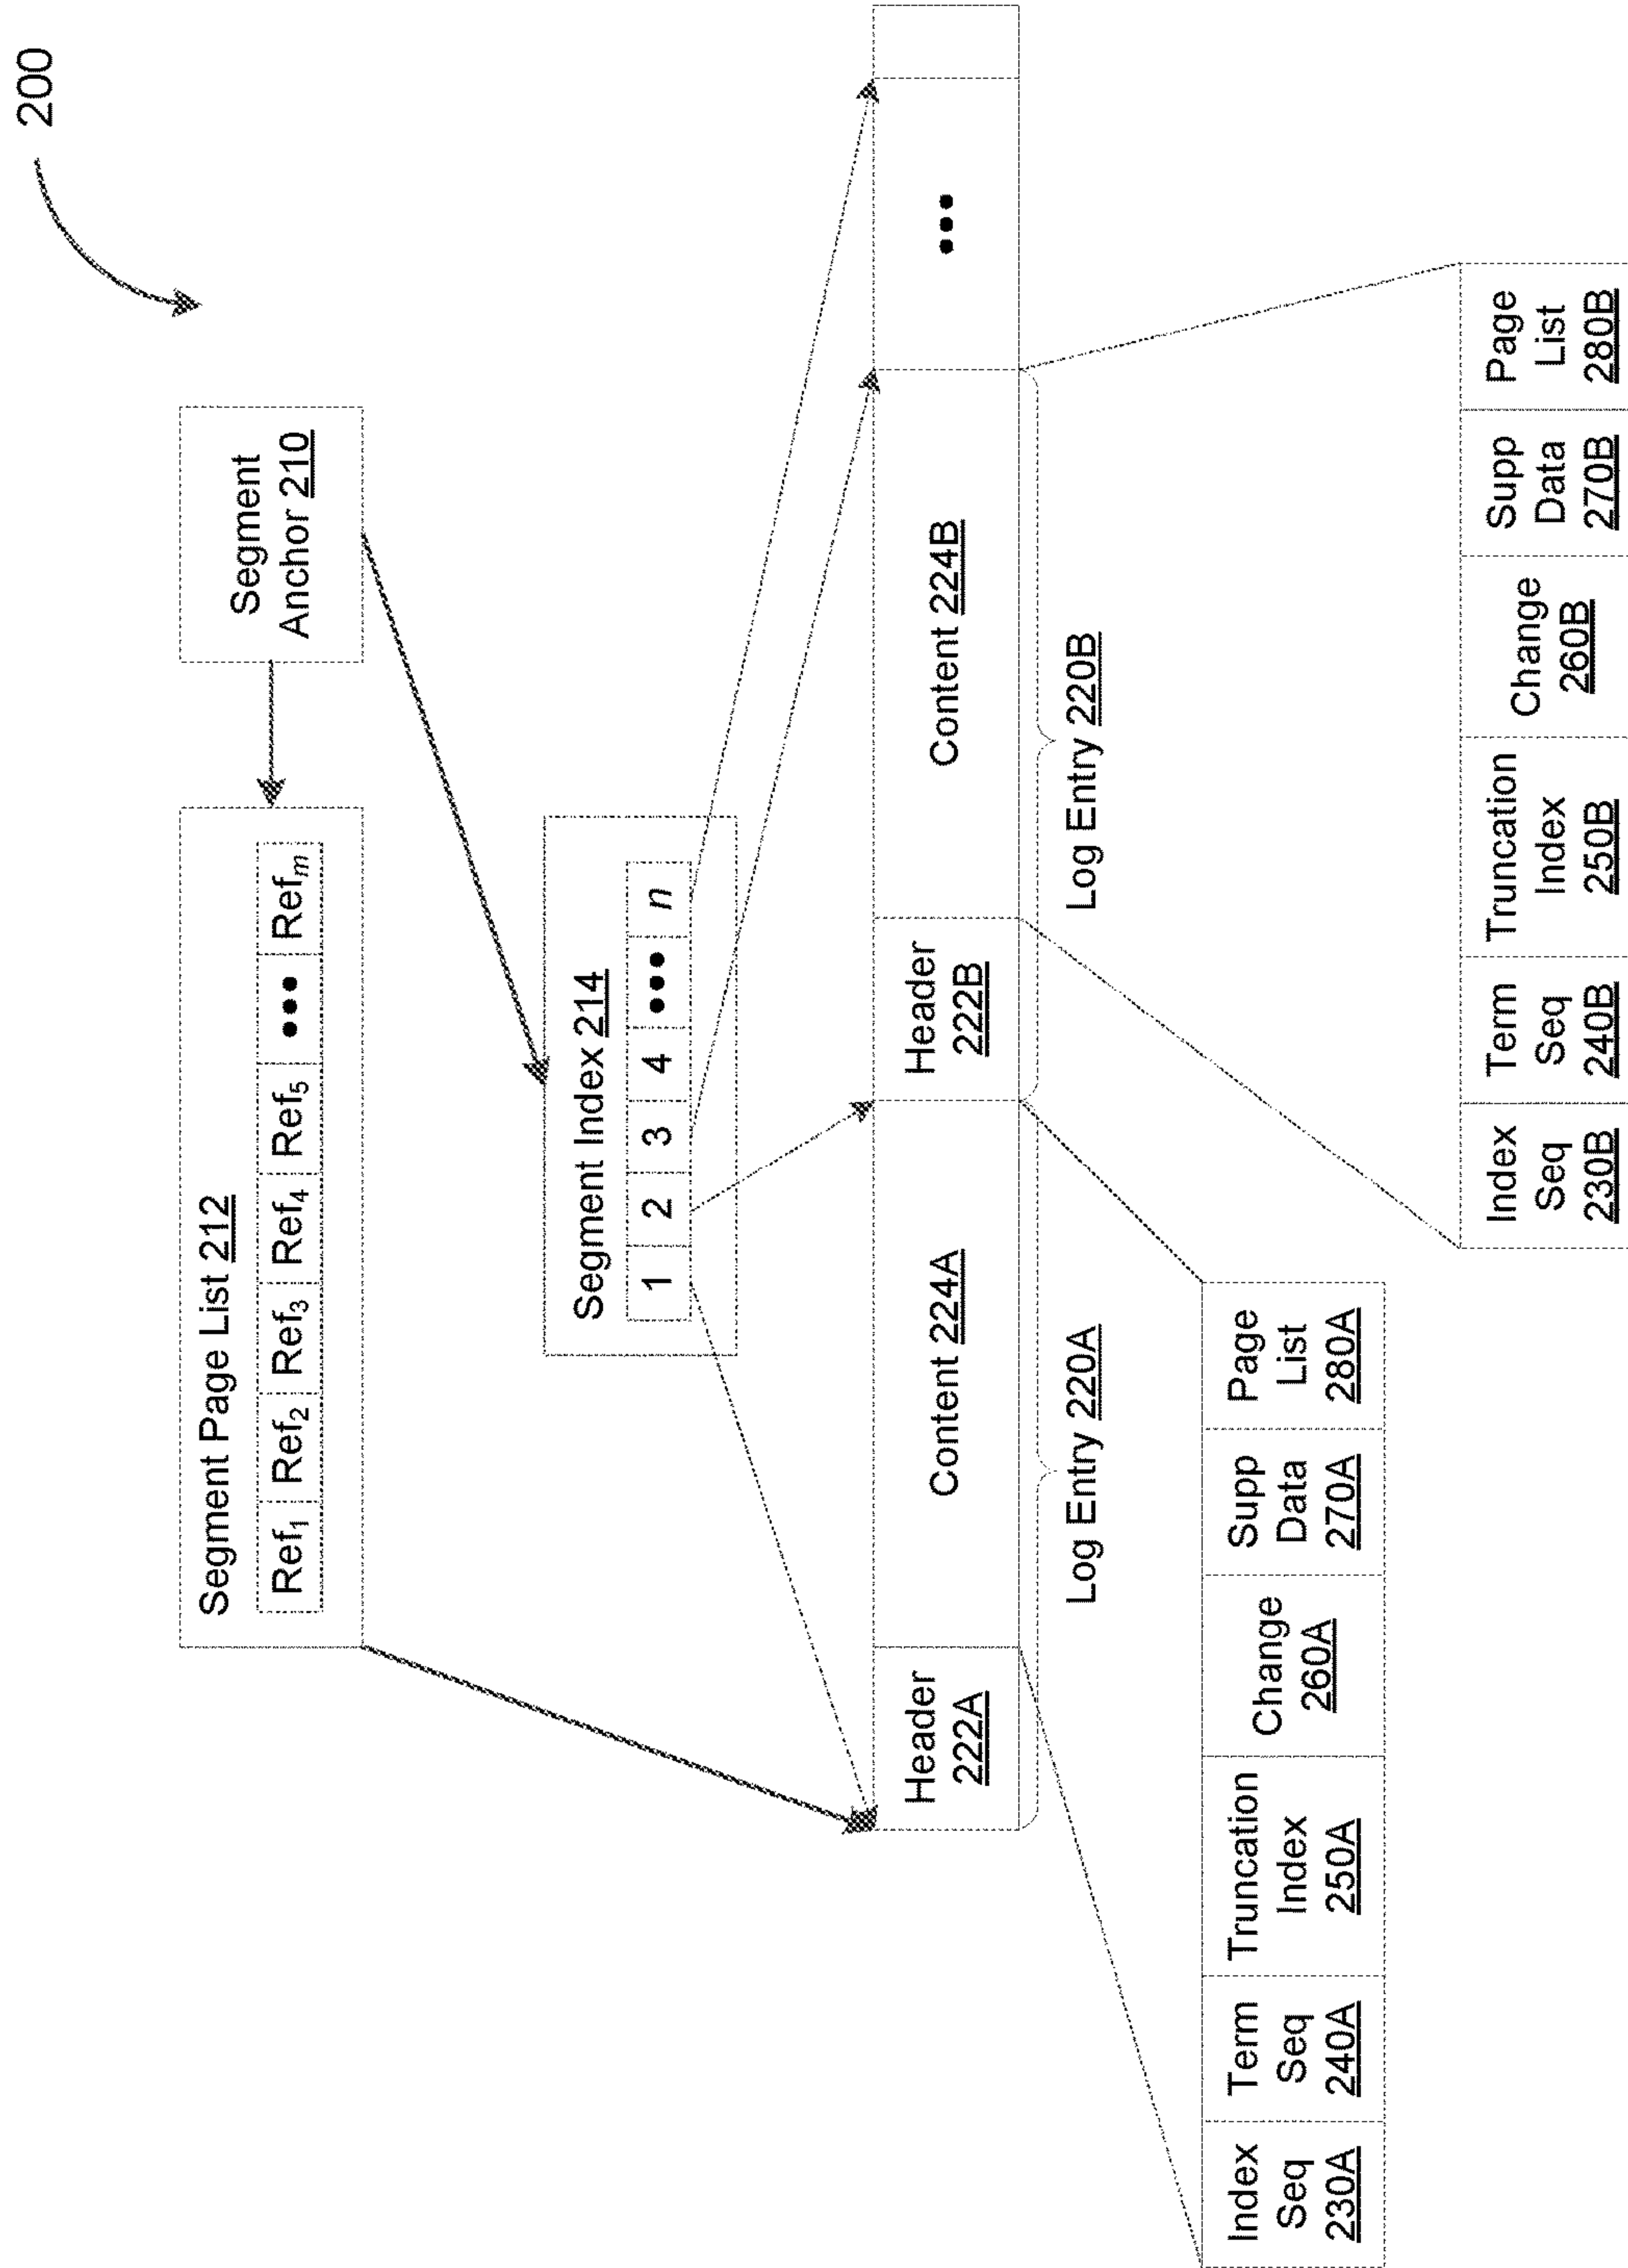 200
Segment
Anchor 210
Segment Page List 212
Ref1 Ref2 Ref3 Ref4 Ref5 ••• Refm
Segment Index 214
1 2 3 4 ••• n
Header
222A
Content 224A
Header
222B
Content 224B
•••
Log Entry 220A
Log Entry 220B
Index
Seq
230A
Term
Seq
240A
Truncation
Index
250A
Change
260A
Supp
Data
270A
Page
List
280A
Index
Seq
230B
Term
Seq
240B
Truncation
Index
250B
Change
260B
Supp
Data
270B
Page
List
280B